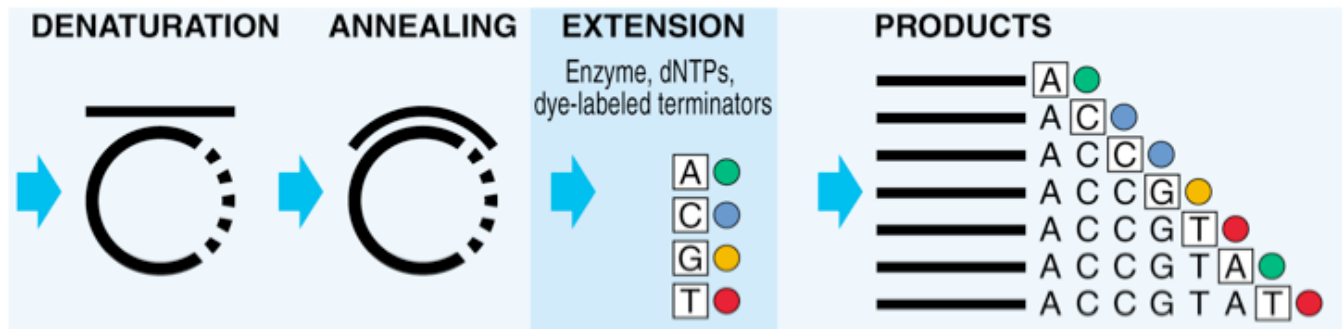 DENATURATION ANNEALING EXTENSION PRODUCTS
Enzyme, dNTPs,
dye-labeled terminators
A
C
G
T
A
A C
A C C
A C C G
A C C G T
A C C G T A
A C C G T A T